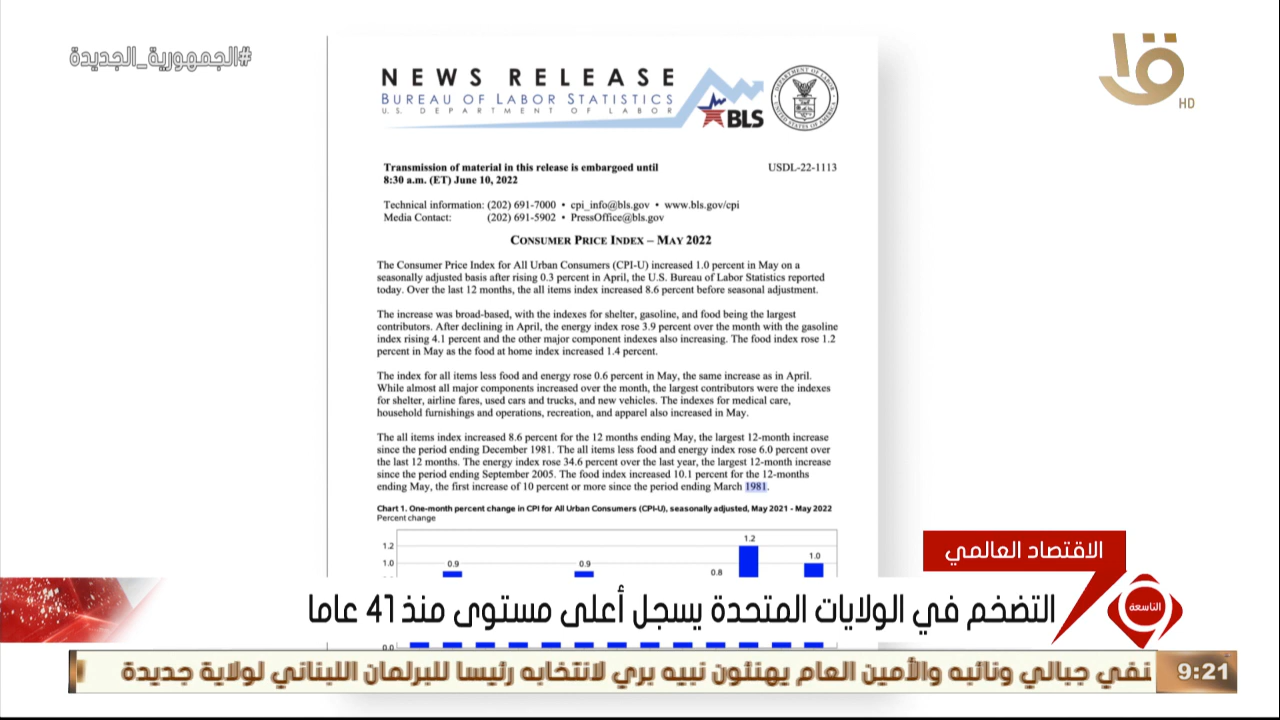 #الجمهورية_الجديدة
HD
NEWS RELEASE
BUREAU OF LABOR STATISTICS
U.S. DEPARTMENT OF LABOR
BLS
Transmission of material in this release is embargoed until
USDL-22-1113
8:30 a.m. (ET) June 10, 2022
Technical information: (202) 691-7000 • cpi_info@bls.gov • www.bls.gov/cpi
Media Contact: (202) 691-5902 • PressOffice@bls.gov
CONSUMER PRICE INDEX – MAY 2022
The Consumer Price Index for All Urban Consumers (CPI-U) increased 1.0 percent in May on a
seasonally adjusted basis after rising 0.3 percent in April, the U.S. Bureau of Labor Statistics reported
today. Over the last 12 months, the all items index increased 8.6 percent before seasonal adjustment.
The increase was broad-based, with the indexes for shelter, gasoline, and food being the largest
contributors. After declining in April, the energy index rose 3.9 percent over the month with the gasoline
index rising 4.1 percent and the other major component indexes also increasing. The food index rose 1.2
percent in May as the food at home index increased 1.4 percent.
The index for all items less food and energy rose 0.6 percent in May, the same increase as in April.
While almost all major components increased over the month, the largest contributors were the indexes
for shelter, airline fares, used cars and trucks, and new vehicles. The indexes for medical care,
household furnishings and operations, recreation, and apparel also increased in May.
The all items index increased 8.6 percent for the 12 months ending May, the largest 12-month increase
since the period ending December 1981. The all items less food and energy index rose 6.0 percent over
the last 12 months. The energy index rose 34.6 percent over the last year, the largest 12-month increase
since the period ending September 2005. The food index increased 10.1 percent for the 12-months
ending May, the first increase of 10 percent or more since the period ending March 1981.
Chart 1. One-month percent change in CPI for All Urban Consumers (CPI-U), seasonally adjusted, May 2021 - May 2022
Percent change
1.2
1.2
1.0
1.0
0.9
0.9
0.8
0.0
الاقتصاد العالمي
التاسعة
التضخم في الولايات المتحدة يسجل أعلى مستوى منذ 41 عاما
9:21
جبالي ونائبه والأمين العام يهنئون نبيه بري لانتخابه رئيسا للبرلمان اللبناني لولاية جديدة